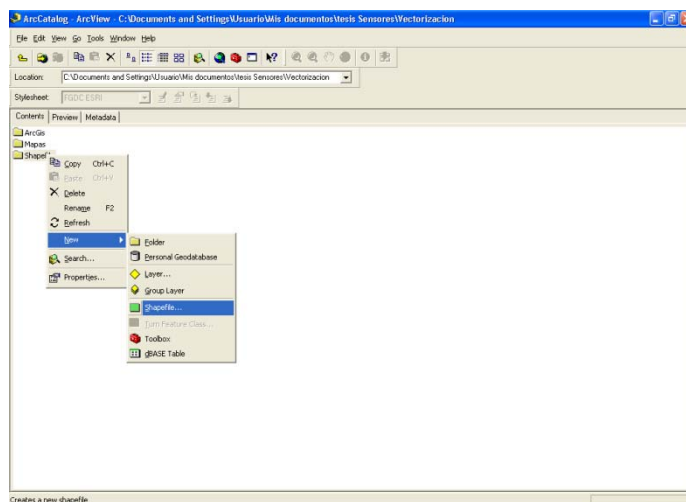 ArcCatalog - ArcView - C:\Documents and Settings\Usuario\Mis documentos\tesis Sensores\Vectorizacion
File Edit View Go Tools Window Help
Location: C:\Documents and Settings\Usuario\Mis documentos\tesis Sensores\Vectorizacion
Stylesheet: FGDC ESRI
Contents Preview Metadata
ArcGis
Mapas
Copy Ctrl+C
Paste Ctrl+V
Delete
Rename F2
Refresh
New
Search...
Properties...
Folder
Personal Geodatabase
Layer...
Group Layer
Shapefile...
Turn Feature Class...
Toolbox
dBASE Table
Creates a new shapefile